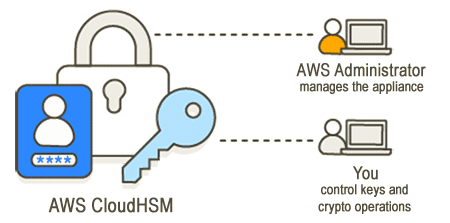 AWS Administrator
manages the appliance
****
You
control keys and
crypto operations
AWS CloudHSM